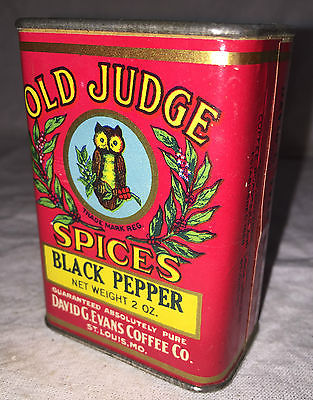 OLD JUDGE
TRADE MARK REG.
SPICES
BLACK PEPPER
NET WEIGHT 2 OZ.
GUARANTEED ABSOLUTELY PURE
DAVID G. EVANS COFFEE CO.
ST. LOUIS, MO.